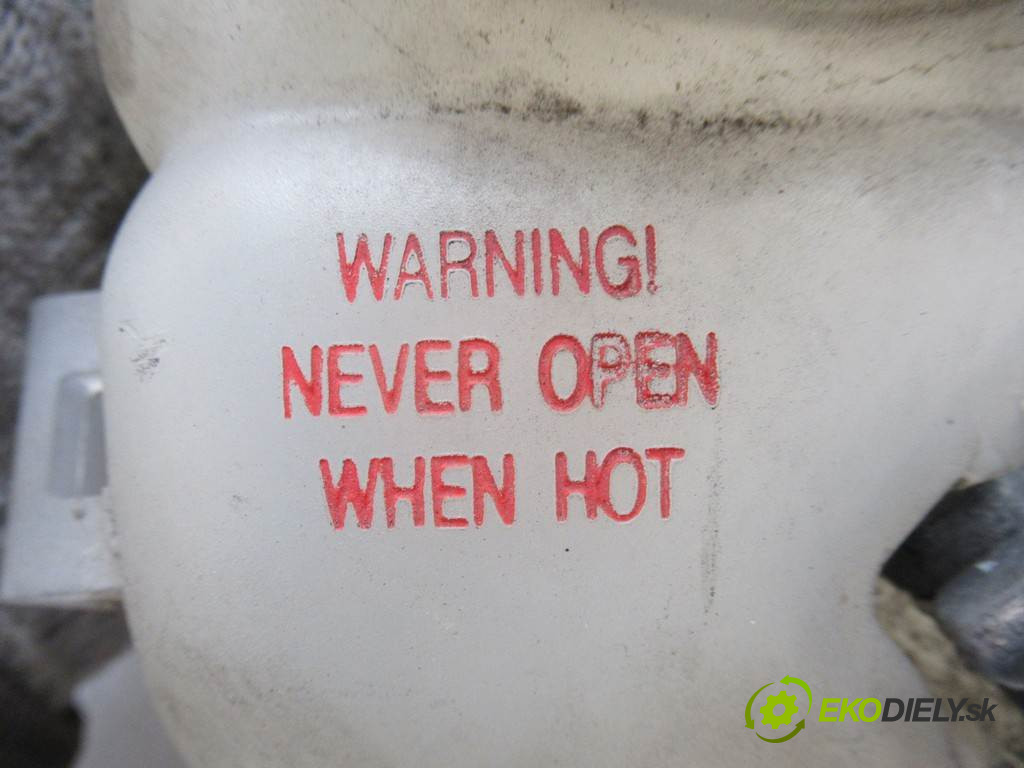 WARNING!
NEVER OPEN
WHEN HOT
EKODIELY.sk